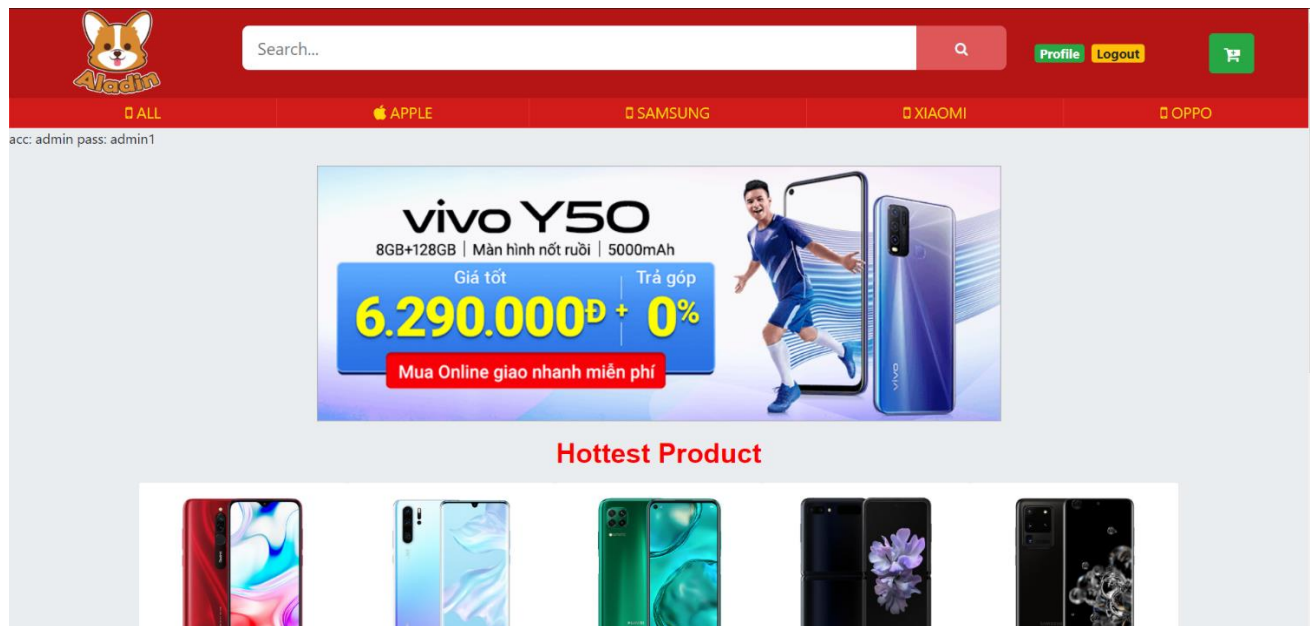 Aladin
Search...
Profile Logout
ALL APPLE SAMSUNG XIAOMI OPPO
acc: admin pass: admin1
vivo Y50
8GB+128GB | Màn hình nốt ruồi | 5000mAh
Giá tốt Trả góp
6.290.000Đ + 0%
Mua Online giao nhanh miễn phí
vivo
Hottest Product